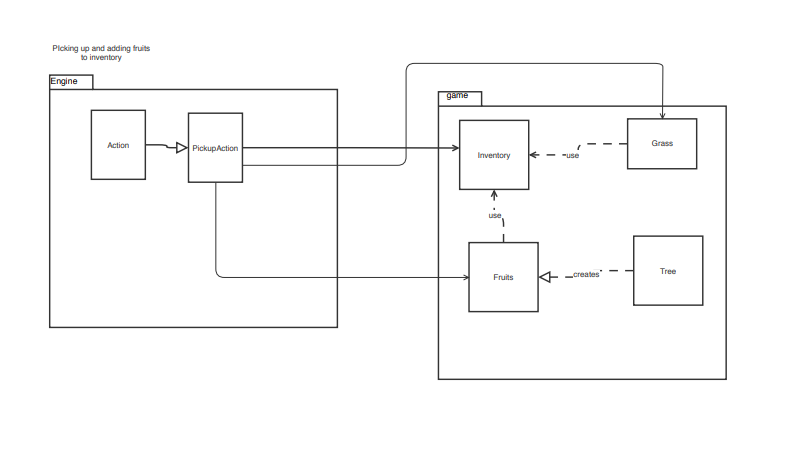 PIcking up and adding fruits
to inventory
Engine
game
Action
PickupAction
Inventory
use
Grass
use
Fruits
creates
Tree